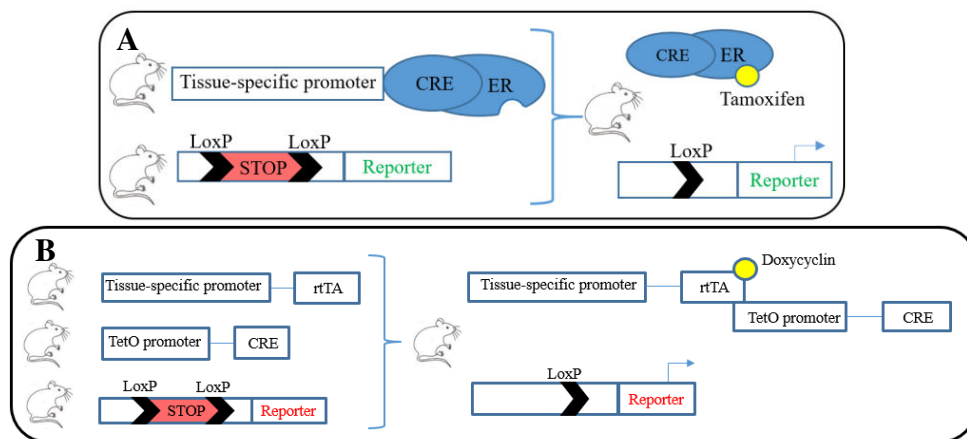 A
Tissue-specific promoter CRE ER
LoxP LoxP
STOP Reporter
CRE ER
Tamoxifen
LoxP
Reporter
B
Tissue-specific promoter rtTA
TetO promoter CRE
LoxP LoxP
STOP Reporter
Doxycyclin
Tissue-specific promoter rtTA
TetO promoter CRE
LoxP
Reporter